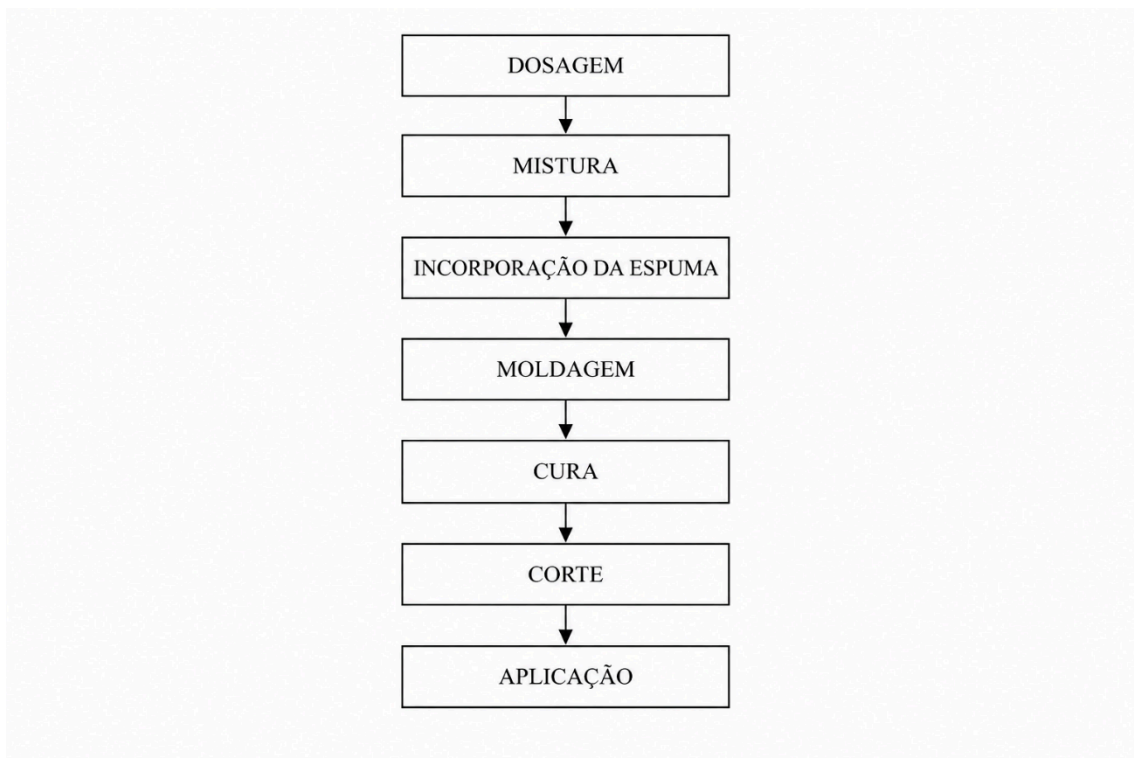 DOSAGEM
MISTURA
INCORPORAÇÃO DA ESPUMA
MOLDAGEM
CURA
CORTE
APLICAÇÃO